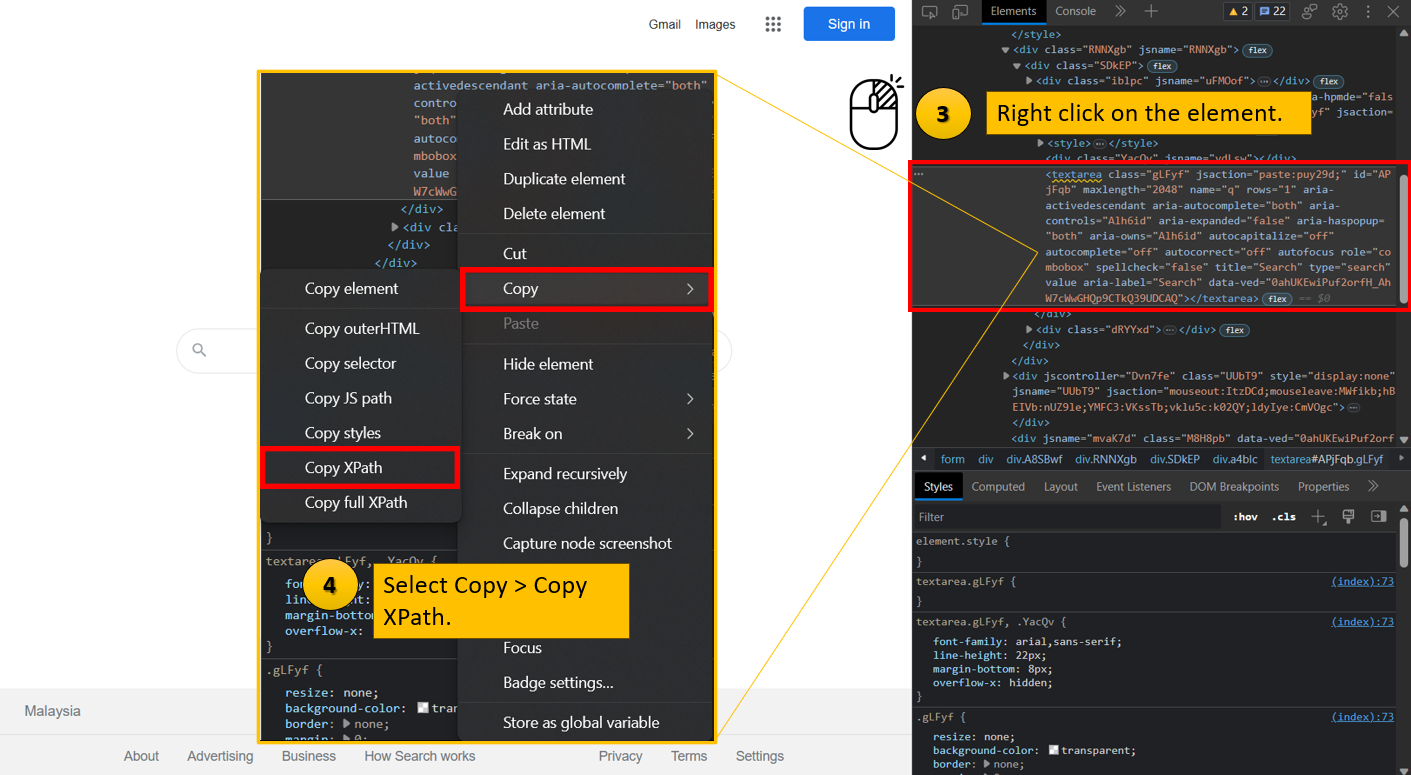 Gmail Images Sign in
Malaysia
About Advertising Business How Search works Privacy Terms Settings
activedescendant aria-autocomplete="both"
contro
"both"
autoco
mbobox
value
W7cWwG
</div>
<div cla
</div>
</div>
Add attribute
Edit as HTML
Duplicate element
Delete element
Cut
Copy
Paste
Hide element
Force state
Break on
Expand recursively
Collapse children
Capture node screenshot
Focus
Badge settings...
Store as global variable
Copy element
Copy outerHTML
Copy selector
Copy JS path
Copy styles
Copy XPath
Copy full XPath
}
textarea.gLFyf, .YacQv {
margin-bottom
overflow-x:
}
.gLFyf {
resize: none;
background-color: tran
border: none;
margin: 0;
4
Select Copy > Copy
XPath.
3
Right click on the element.
Elements Console 2 22
</style>
<div class="RNNXgb" jsname="RNNXgb"> flex
<div class="SDkEP"> flex
<div class="iblpc" jsname="uFMOof"> … </div> flex
a-hpmde="fals
yf" jsaction=
<style> … </style>
<div class="YacQv" jsname="vdLsw"></div>
<textarea class="gLFyf" jsaction="paste:puy29d;" id="AP
jFqb" maxlength="2048" name="q" rows="1" aria-
activedescendant aria-autocomplete="both" aria-
controls="Alh6id" aria-expanded="false" aria-haspopup=
"both" aria-owns="Alh6id" autocapitalize="off"
autocomplete="off" autocorrect="off" autofocus role="co
mbobox" spellcheck="false" title="Search" type="search"
value aria-label="Search" data-ved="0ahUKEwiPuf2orfH_Ah
W7cWwGHQp9CTkQ39UDCAQ"></textarea> flex == $0
</div>
<div class="dRYYxd"> … </div> flex
</div>
</div>
<div jscontroller="Dvn7fe" class="UUbT9" style="display:none"
jsname="UUbT9" jsaction="mouseout:ItzDCd;mouseleave:MWfikb;hB
EIVb:nUZ9le;YMFC3:VKssTb;vklu5c:k02QY;ldyIye:CmVOgc"> …
</div>
<div jsname="mvaK7d" class="M8H8pb" data-ved="0ahUKEwiPuf2orf
form div div.A8SBwf div.RNNXgb div.SDkEP div.a4bIc textarea#APjFqb.gLFyf
Styles Computed Layout Event Listeners DOM Breakpoints Properties
Filter :hov .cls
element.style {
}
textarea.gLFyf { (index):73
}
textarea.gLFyf, .YacQv { (index):73
font-family: arial,sans-serif;
line-height: 22px;
margin-bottom: 8px;
overflow-x: hidden;
}
.gLFyf { (index):73
resize: none;
background-color: transparent;
border: none;